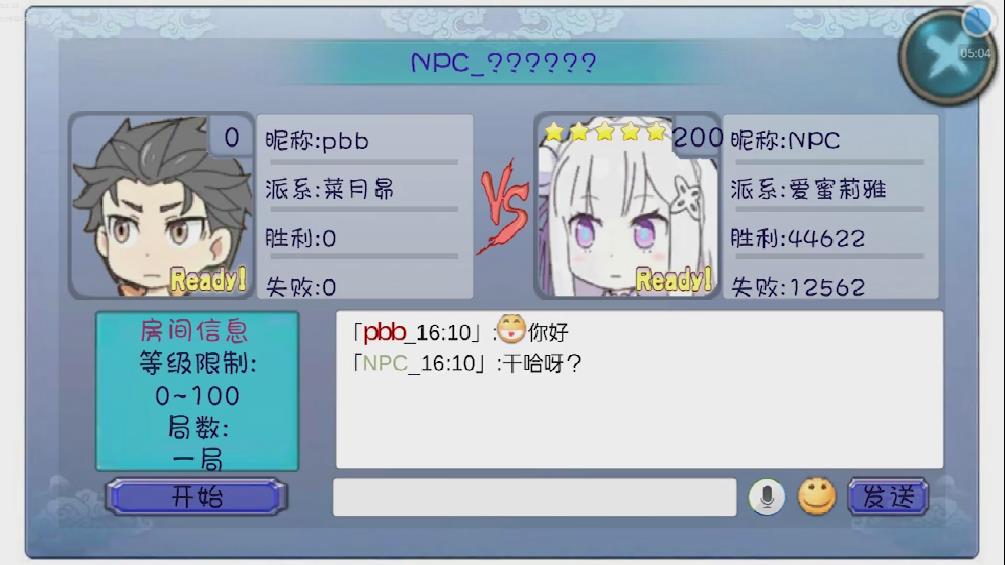 NPC_??????
05:04
0
昵称:pbb
派系:菜月昴
胜利:0
失败:0
Ready!
VS
200
昵称:NPC
派系:爱蜜莉雅
胜利:44622
失败:12562
Ready!
房间信息
等级限制:
0~100
局数:
一局
开始
「pbb_16:10」:你好
「NPC_16:10」:干哈呀?
发送